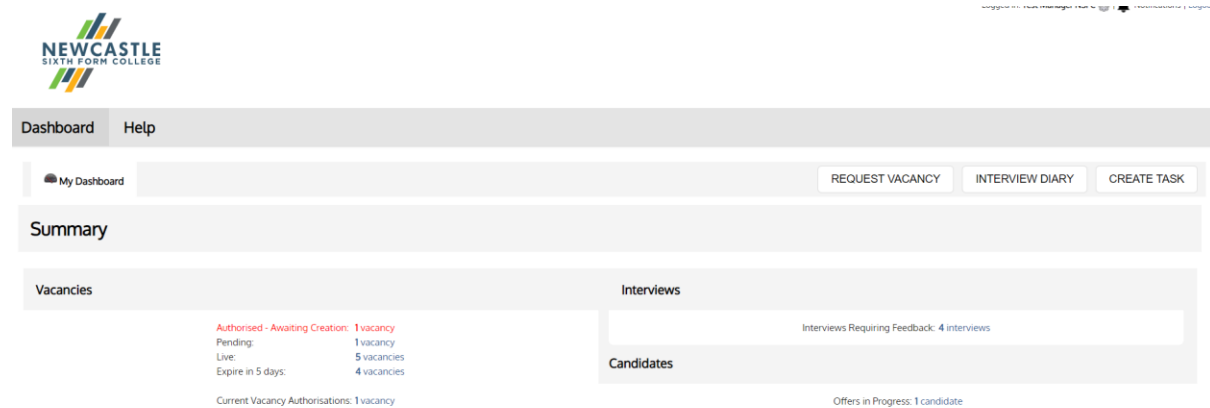 NEWCASTLE
SIXTH FORM COLLEGE
Dashboard Help
My Dashboard
REQUEST VACANCY INTERVIEW DIARY CREATE TASK
Summary
Vacancies
Authorised - Awaiting Creation: 1 vacancy
Pending: 1 vacancy
Live: 5 vacancies
Expire in 5 days: 4 vacancies
Current Vacancy Authorisations: 1 vacancy
Interviews
Interviews Requiring Feedback: 4 interviews
Candidates
Offers in Progress: 1 candidate